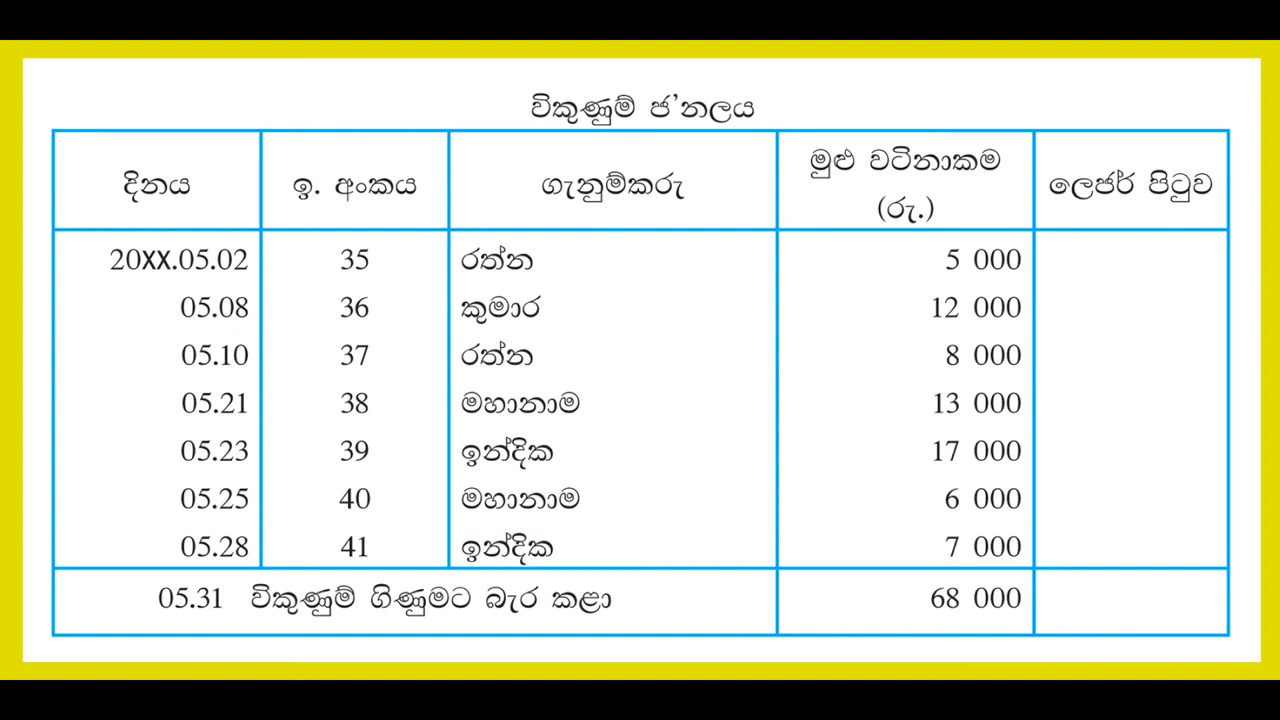 විකුණුම් ජ'නලය
දිනය ඉ. අංකය ගැනුම්කරු මුළු වටිනාකම (රු.) ලෙජර් පිටුව
20XX.05.02 35 රත්න 5 000
05.08 36 කුමාර 12 000
05.10 37 රත්න 8 000
05.21 38 මහානාම 13 000
05.23 39 ඉන්දික 17 000
05.25 40 මහානාම 6 000
05.28 41 ඉන්දික 7 000
05.31 විකුණුම් ගිණුමට බැර කළා 68 000